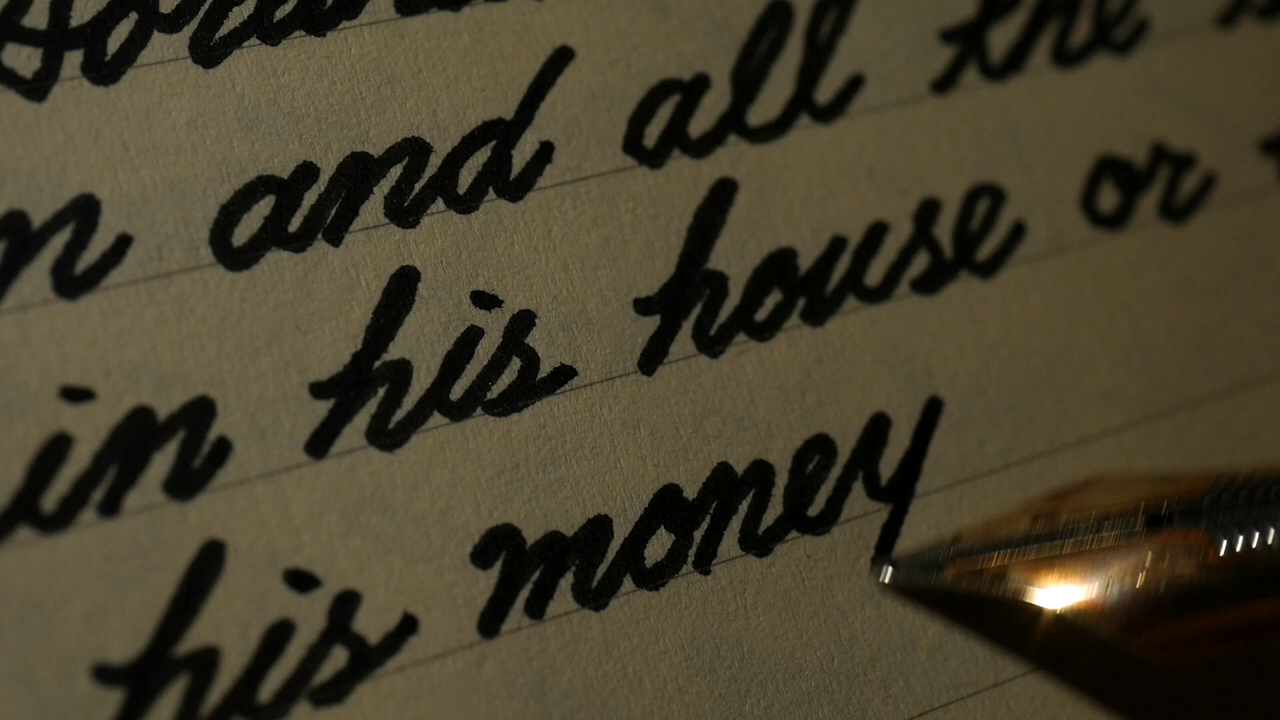 and all the
in his house or
his money